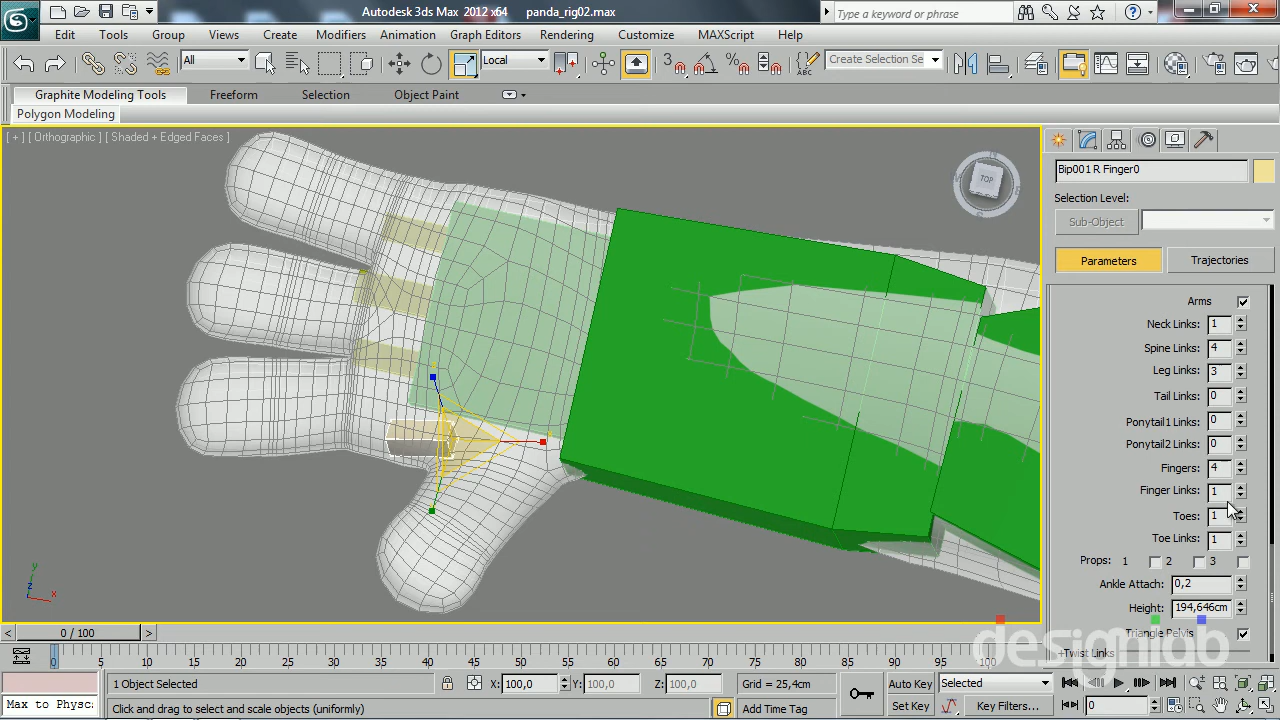 Autodesk 3ds Max 2012 x64 panda_rig02.max
Type a keyword or phrase
Edit Tools Group Views Create Modifiers Animation Graph Editors Rendering Customize MAXScript Help
All Local 3 Create Selection Se
Graphite Modeling Tools Freeform Selection Object Paint
Polygon Modeling
[ + ] [ Orthographic ] [ Shaded + Edged Faces ]
TOP
Bip001 R Finger0
Selection Level:
Sub-Object
Parameters Trajectories
Arms
Neck Links: 1
Spine Links: 4
Leg Links: 3
Tail Links: 0
Ponytail1 Links: 0
Ponytail2 Links: 0
Fingers: 4
Finger Links: 1
Toes: 1
Toe Links: 1
Props: 1 2 3
Ankle Attach: 0,2
Height: 194,646cm
Triangle Pelvis
+Twist Links
designlab
y
z
x
< 0 / 100 >
0 5 10 15 20 25 30 35 40 45 50 55 60 65 70 75 80 85 90 95 100
1 Object Selected X: 100,0 Y: 100,0 Z: 100,0 Grid = 25,4cm Auto Key Selected
Max to Physc: Click and drag to select and scale objects (uniformly) Add Time Tag Set Key Key Filters... 0